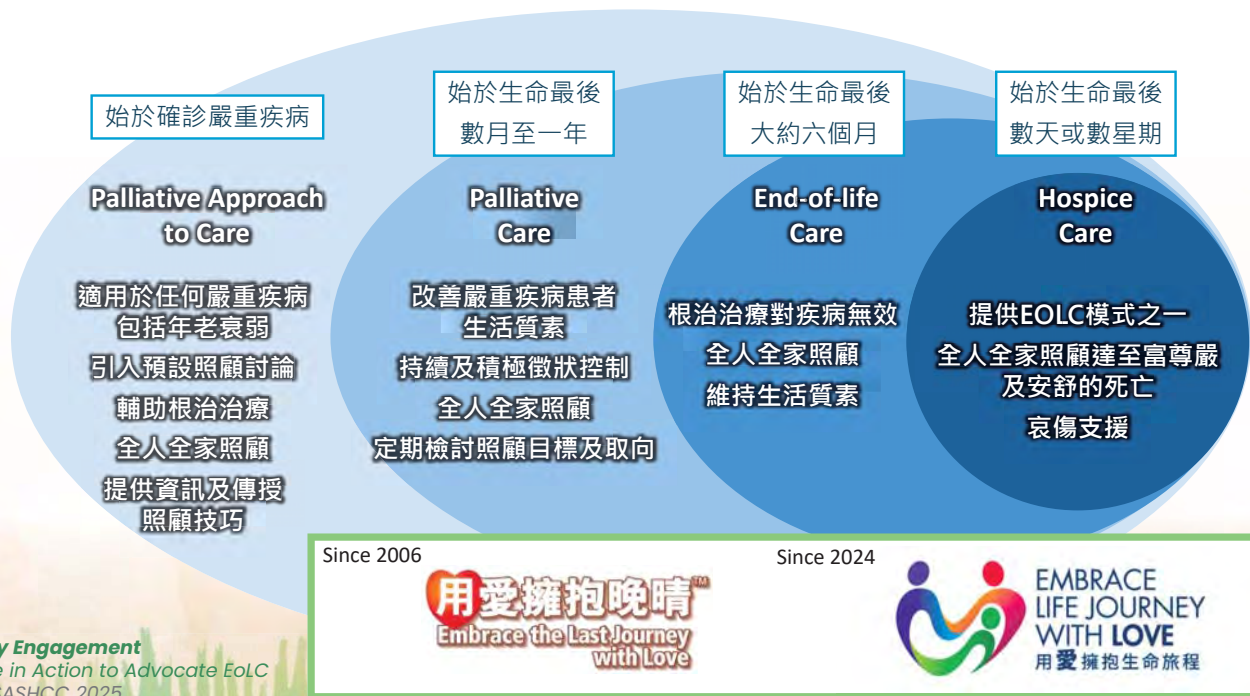 始於確診嚴重疾病
Palliative Approach
to Care
適用於任何嚴重疾病
包括年老衰弱
引入預設照顧討論
輔助根治治療
全人全家照顧
提供資訊及傳授
照顧技巧
始於生命最後
數月至一年
Palliative
Care
改善嚴重疾病患者
生活質素
持續及積極徵狀控制
全人全家照顧
定期檢討照顧目標及取向
始於生命最後
大約六個月
End-of-life
Care
根治治療對疾病無效
全人全家照顧
維持生活質素
始於生命最後
數天或數星期
Hospice
Care
提供EOLC模式之一
全人全家照顧達至富尊嚴
及安舒的死亡
哀傷支援
Since 2006
用愛擁抱晚晴™
Embrace the Last Journey
with Love
Since 2024
EMBRACE
LIFE JOURNEY
WITH LOVE
用愛擁抱生命旅程
y Engagement
e in Action to Advocate EoLC
ASHCC 2025